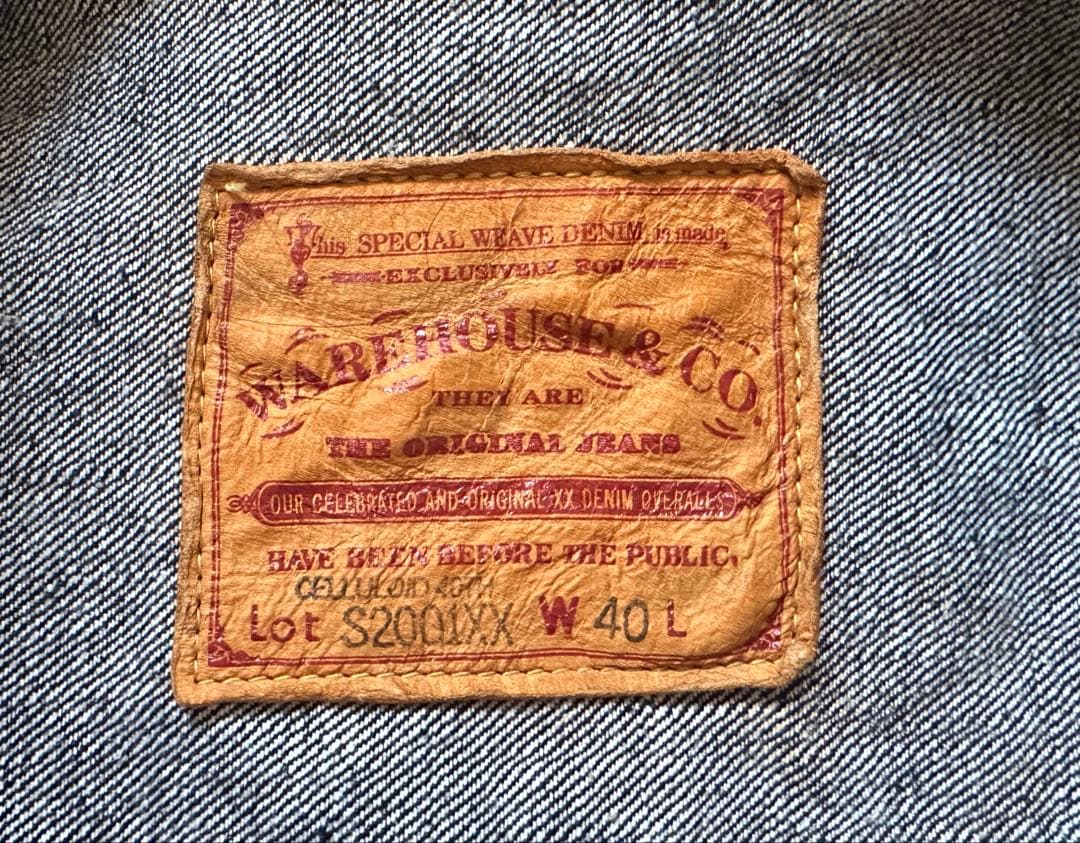 This SPECIAL WEAVE DENIM, is made
EXCLUSIVELY FOR
WAREHOUSE & CO.
THEY ARE
THE ORIGINAL JEANS
OUR CELEBRATED AND ORIGINAL XX DENIM OVERALLS
HAVE BEEN BEFORE THE PUBLIC.
CELLULOID
Lot S2001XX W 40 L